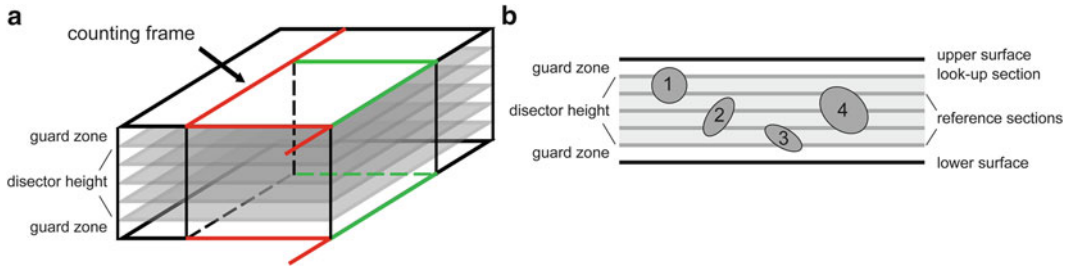 a
counting frame
guard zone
disector height
guard zone
b
guard zone
disector height
guard zone
1
2
3
4
upper surface
look-up section
reference sections
lower surface